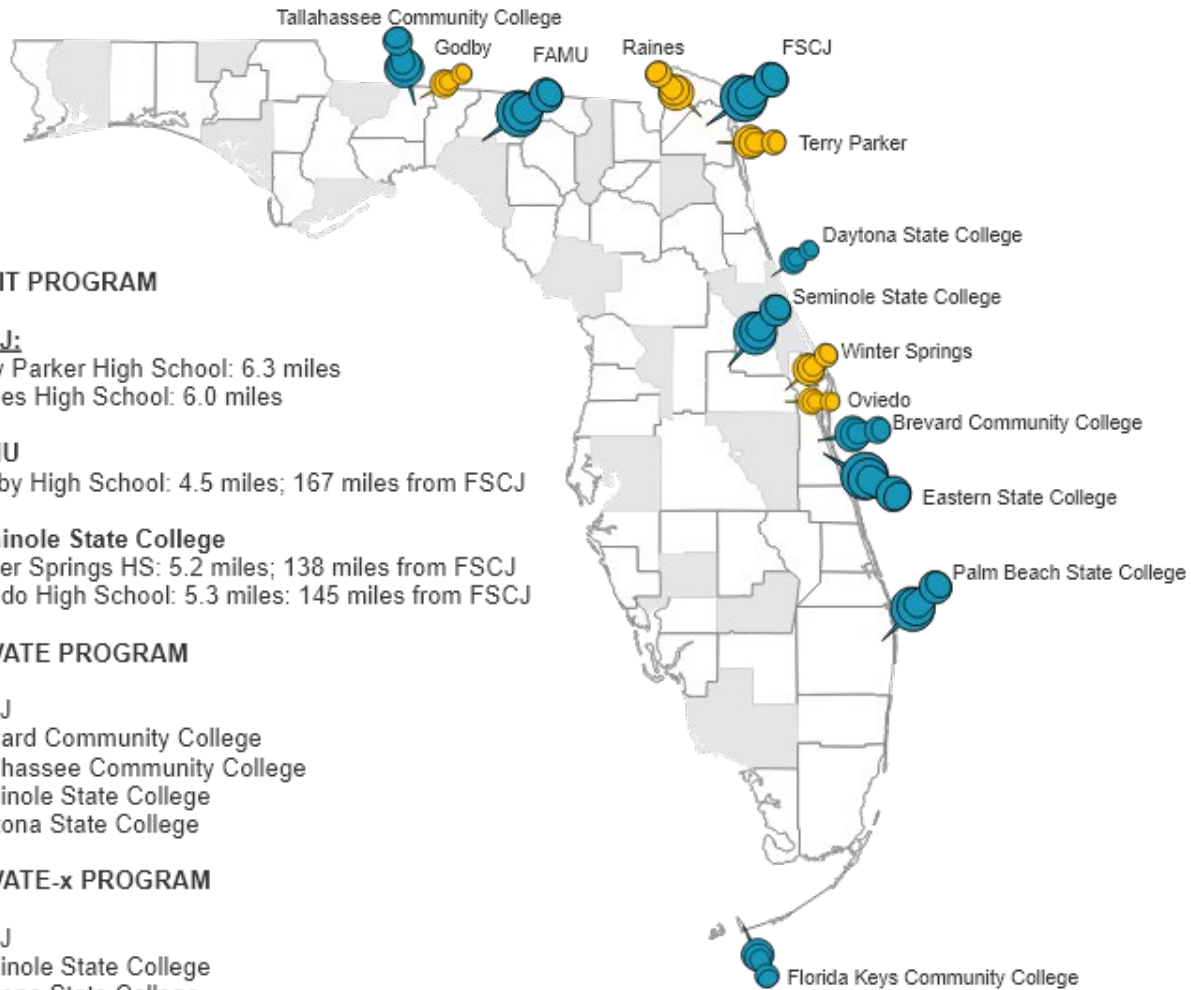 Tallahassee Community College
Godby
FAMU
Raines
FSCJ
Terry Parker
Daytona State College
Seminole State College
Winter Springs
Oviedo
Brevard Community College
Eastern State College
Palm Beach State College
Florida Keys Community College
IT PROGRAM
J:
y Parker High School: 6.3 miles
es High School: 6.0 miles
IU
by High School: 4.5 miles; 167 miles from FSCJ
inole State College
er Springs HS: 5.2 miles; 138 miles from FSCJ
do High School: 5.3 miles: 145 miles from FSCJ
VATE PROGRAM
J
ard Community College
hassee Community College
inole State College
tona State College
VATE-x PROGRAM
J
inole State College
State College